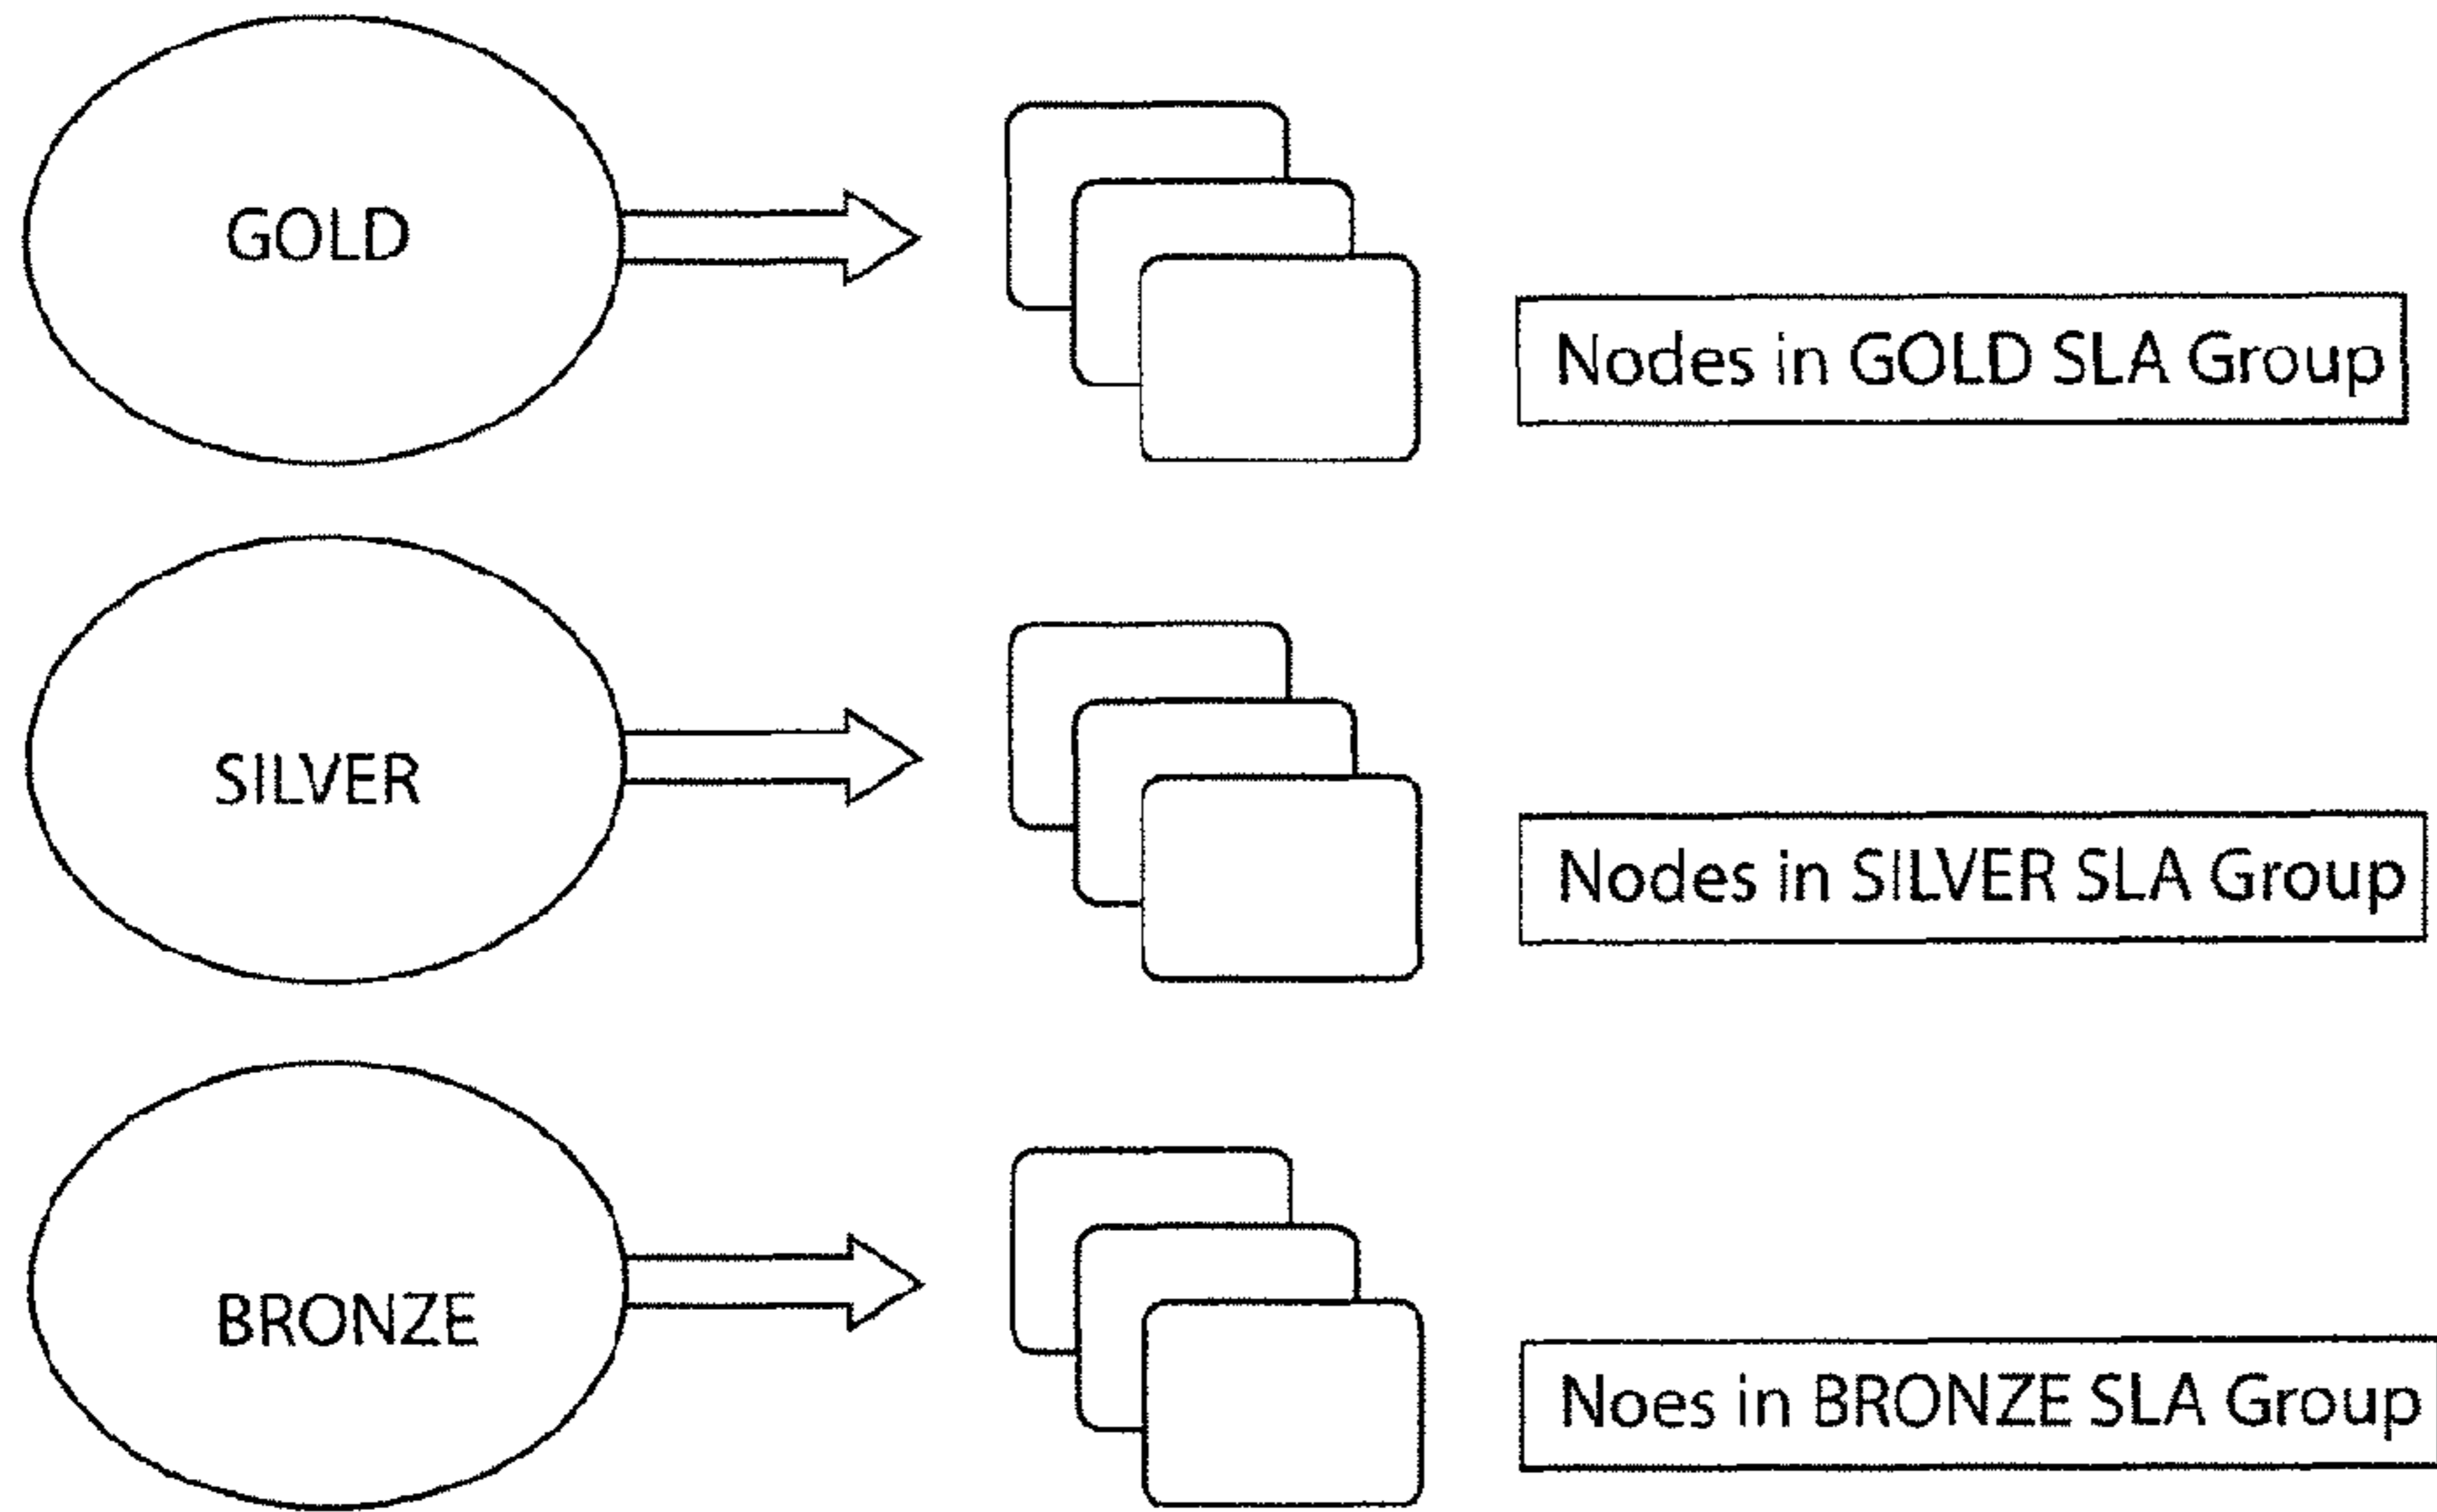 GOLD
Nodes in GOLD SLA Group
SILVER
Nodes in SILVER SLA Group
BRONZE
Noes in BRONZE SLA Group